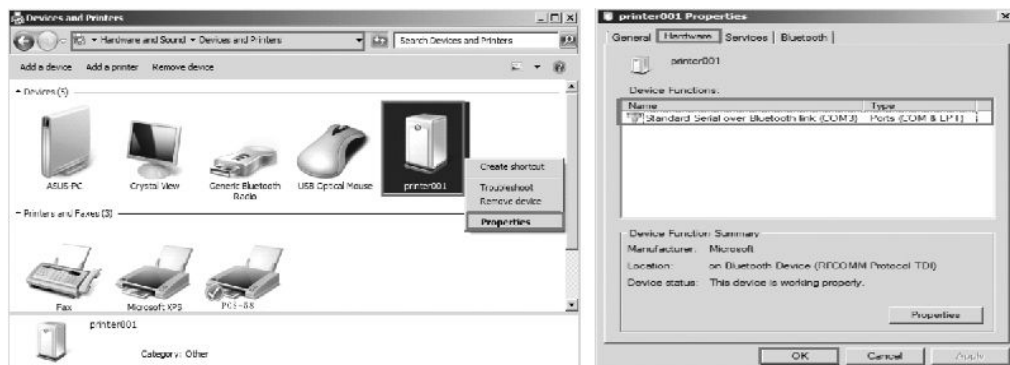 Devices and Printers
Hardware and Sound
Devices and Printers
Search Devices and Printers
Add a device
Add a printer
Remove device
Devices (5)
ASUS-PC
Crystal View
Generic Bluetooth
Radio
USB Optical Mouse
printer001
Create shortcut
Troubleshoot
Remove device
Properties
Printers and Faxes (3)
Fax
Microsoft XPS
printer001
Category: Other
printer001 Properties
General
Hardware
Services
Bluetooth
printer001
Device Functions:
Name
Type
Standard Serial over Bluetooth link (COM3)
Ports (COM & LPT)
Device Function Summary
Manufacturer: Microsoft
Location: on Bluetooth Device (RFCOMM Protocol TDI)
Device status: This device is working properly.
Properties
OK
Cancel
Apply